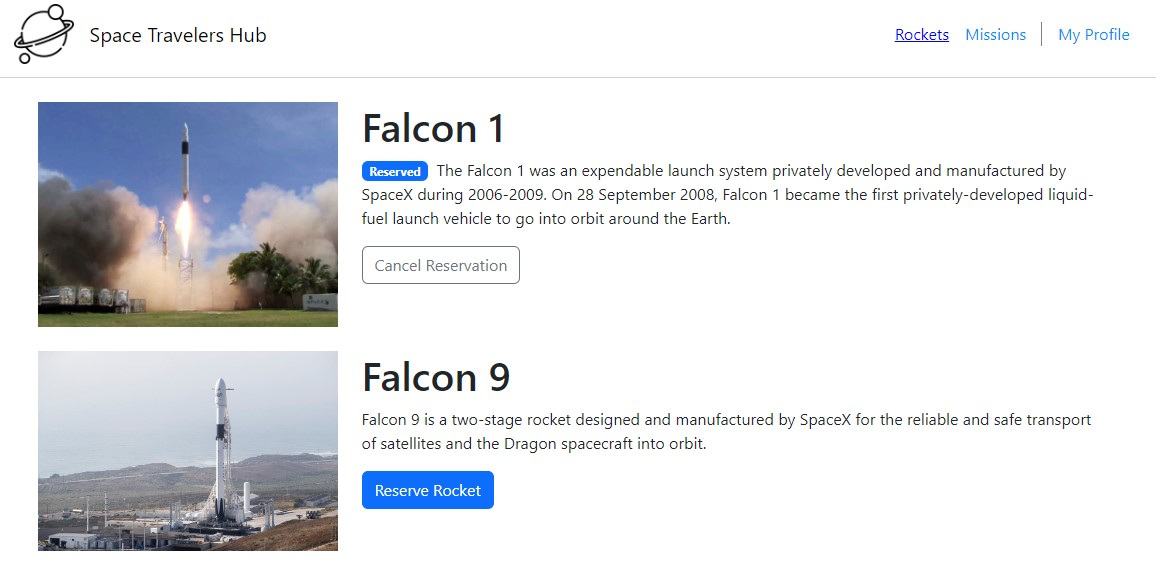 Space Travelers Hub
Rockets Missions My Profile
Falcon 1
Reserved The Falcon 1 was an expendable launch system privately developed and manufactured by
SpaceX during 2006-2009. On 28 September 2008, Falcon 1 became the first privately-developed liquid-
fuel launch vehicle to go into orbit around the Earth.
Cancel Reservation
Falcon 9
Falcon 9 is a two-stage rocket designed and manufactured by SpaceX for the reliable and safe transport
of satellites and the Dragon spacecraft into orbit.
Reserve Rocket